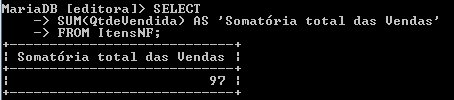 MariaDB [editora]> SELECT
    -> SUM(QtdeVendida) AS 'Somatória total das Vendas'
    -> FROM ItensNF;
+----------------------------+
| Somatória total das Vendas |
+----------------------------+
|                         97 |
+----------------------------+